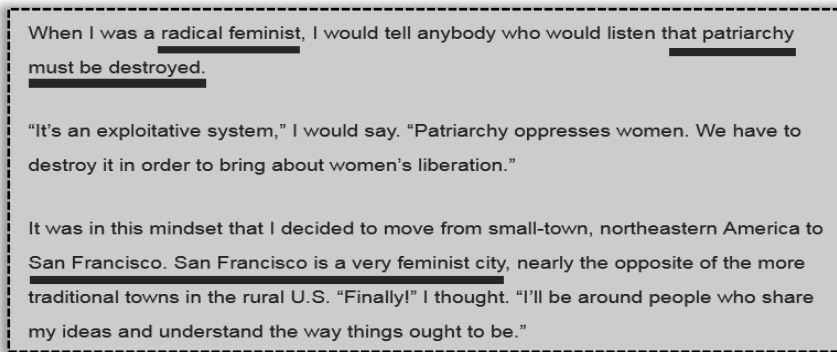 When I was a radical feminist, I would tell anybody who would listen that patriarchy
must be destroyed.
“It’s an exploitative system,” I would say. “Patriarchy oppresses women. We have to
destroy it in order to bring about women’s liberation.”
It was in this mindset that I decided to move from small-town, northeastern America to
San Francisco. San Francisco is a very feminist city, nearly the opposite of the more
traditional towns in the rural U.S. “Finally!” I thought. “I’ll be around people who share
my ideas and understand the way things ought to be.”